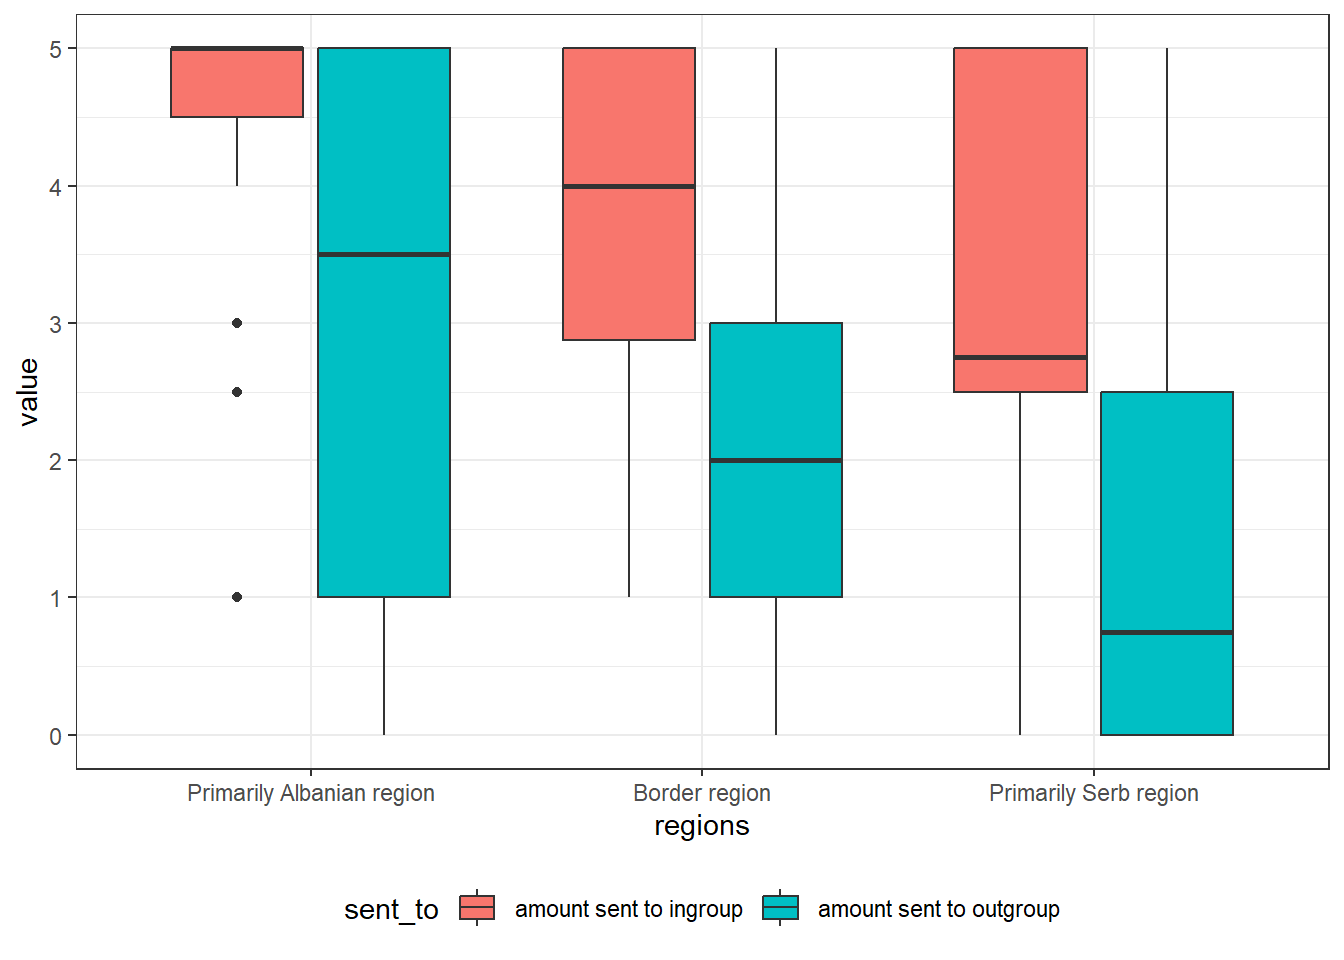 5
4
3
2
1
0
value
Primarily Albanian region Border region Primarily Serb region
regions
sent_to amount sent to ingroup amount sent to outgroup